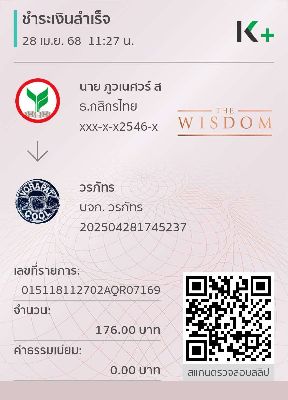 ชำระเงินสำเร็จ
28 เม.ย. 68 11:27 น.
K+
นาย ภูวเนศวร์ ส
ธ.กสิกรไทย
xxx-x-x2546-x
THE
WISDOM
VORAPAT
COOL
วรภัทร
บจก. วรภัทร
202504281745237
เลขที่รายการ:
015118112702AQR07169
จำนวน:
176.00 บาท
ค่าธรรมเนียม:
0.00 บาท
สแกนตรวจสอบสลิป